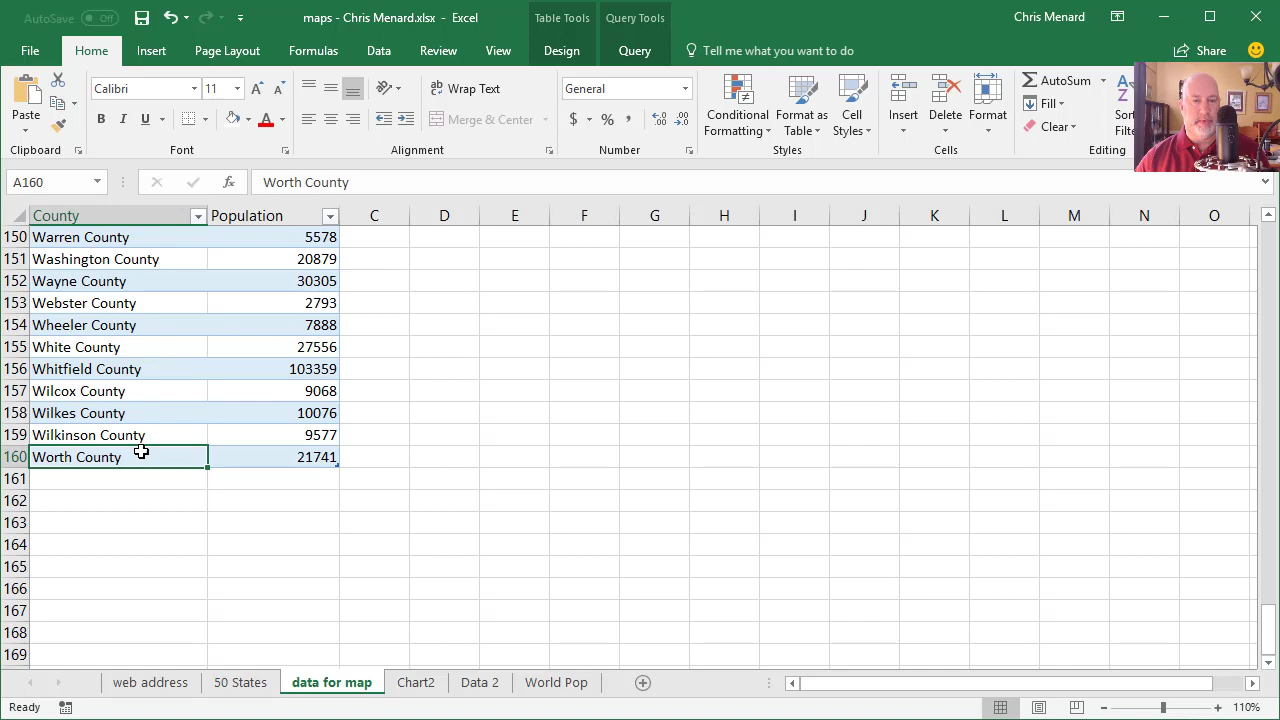 AutoSave Off
maps - Chris Menard.xlsx - Excel
Table Tools
Query Tools
Chris Menard
File
Home
Insert
Page Layout
Formulas
Data
Review
View
Design
Query
Tell me what you want to do
Share
Paste
Clipboard
Calibri
11
B I U
A A
A
Font
Wrap Text
Merge & Center
Alignment
General
$ % ,
Number
Conditional Formatting
Format as Table
Cell Styles
Styles
Insert
Delete
Format
Cells
AutoSum
Fill
Clear
Sort
Filter
Editing
A160
fx
Worth County
County Population C D E F G H I J K L M N O
150 Warren County 5578
151 Washington County 20879
152 Wayne County 30305
153 Webster County 2793
154 Wheeler County 7888
155 White County 27556
156 Whitfield County 103359
157 Wilcox County 9068
158 Wilkes County 10076
159 Wilkinson County 9577
160 Worth County 21741
161
162
163
164
165
166
167
168
169
web address
50 States
data for map
Chart2
Data 2
World Pop
Ready
110%